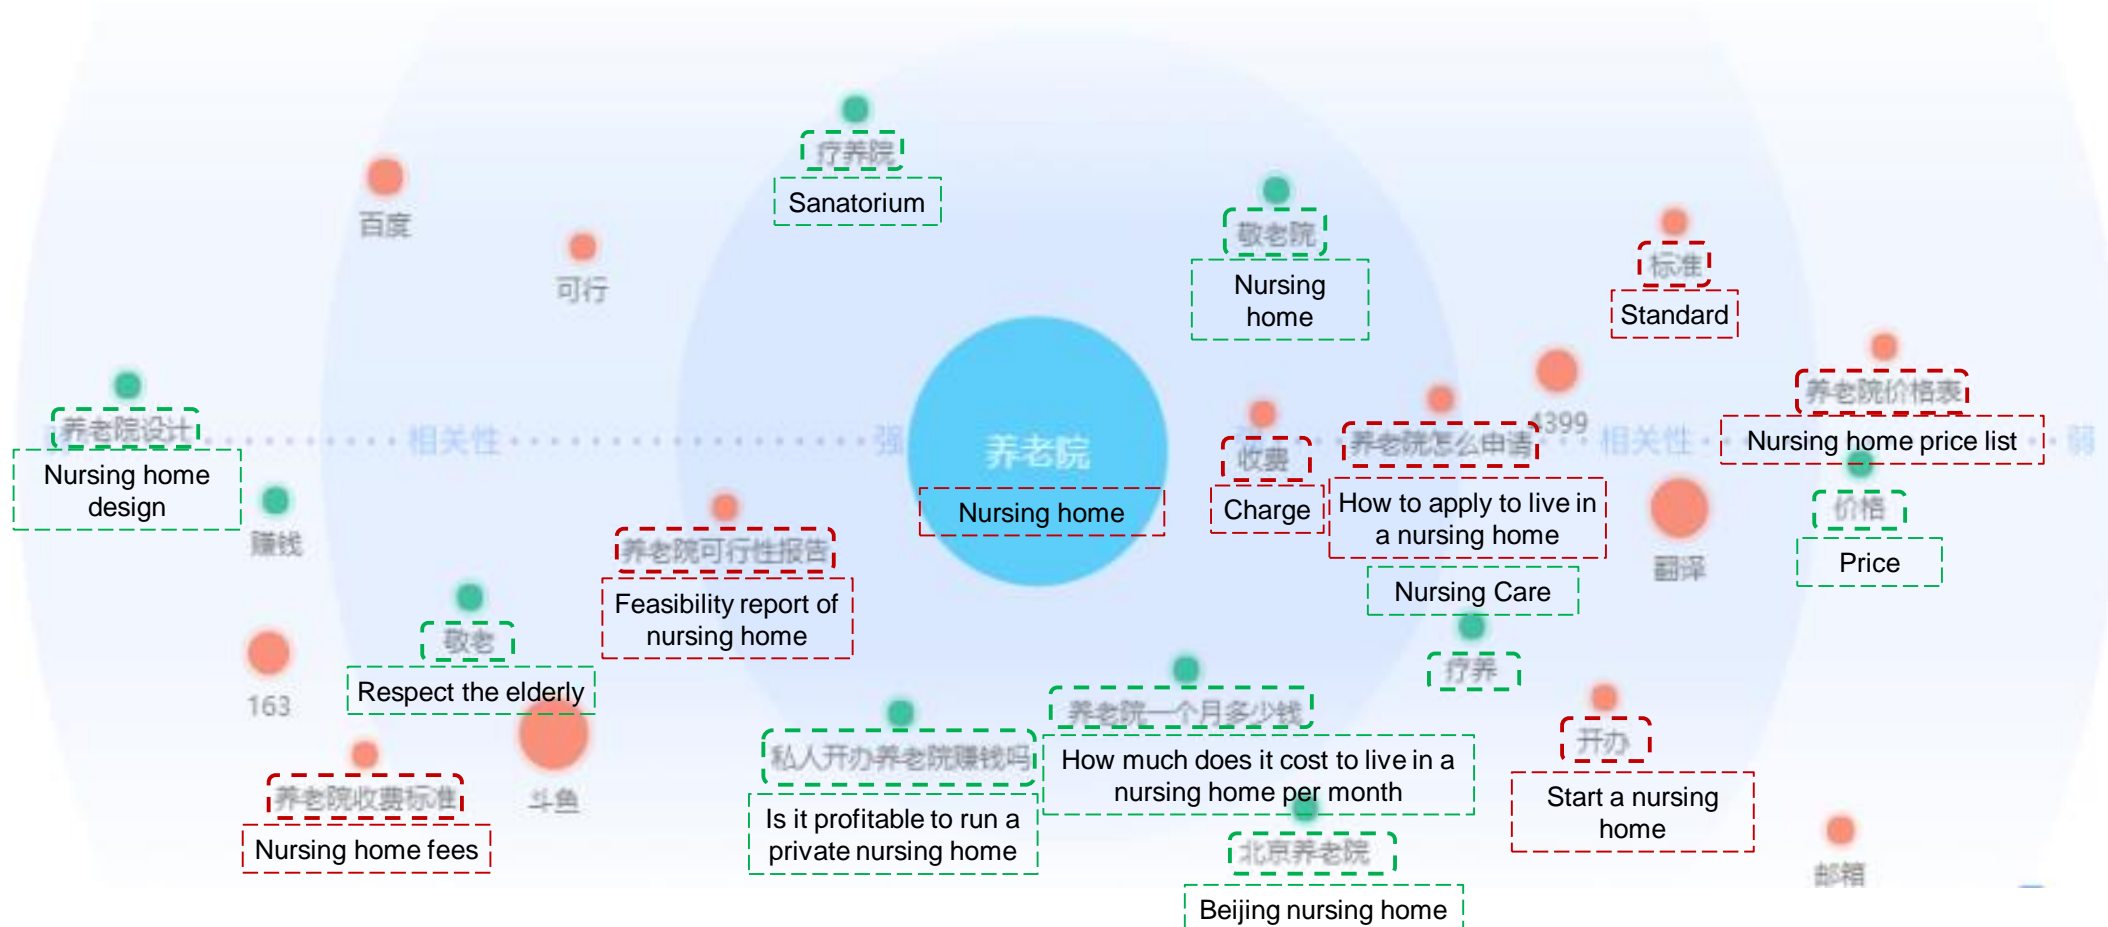 疗养院
Sanatorium
百度
敬老院
Nursing
home
可行
标准
Standard
养老院价格表
Nursing home price list
4399
养老院设计
Nursing home
design
相关性
强
养老院
Nursing home
收费
Charge
养老院怎么申请
How to apply to live in
a nursing home
相关性
弱
价格
Price
赚钱
养老院可行性报告
Feasibility report of
nursing home
翻译
Nursing Care
疗养
敬老
Respect the elderly
163
养老院一个月多少钱
How much does it cost to live in a
nursing home per month
开办
Start a nursing
home
私人开办养老院赚钱吗
Is it profitable to run a
private nursing home
养老院收费标准
Nursing home fees
斗鱼
北京养老院
Beijing nursing home
邮箱